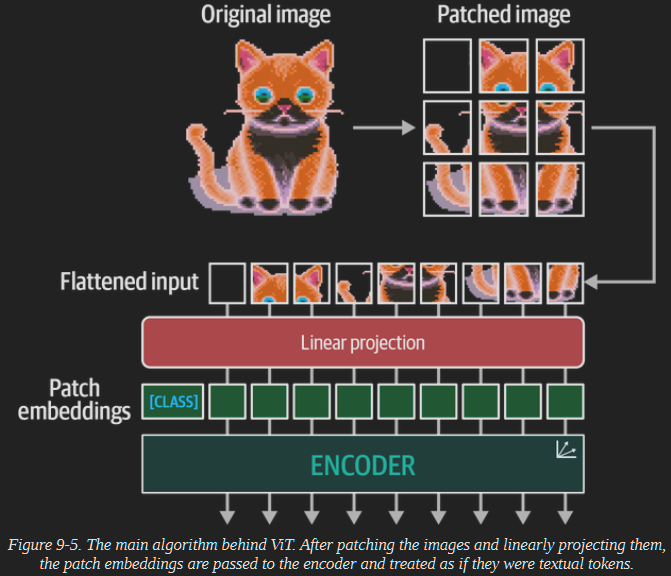 Original image
Patched image
Flattened input
Linear projection
Patch
embeddings
[CLASS]
ENCODER
Figure 9-5. The main algorithm behind ViT. After patching the images and linearly projecting them,
the patch embeddings are passed to the encoder and treated as if they were textual tokens.